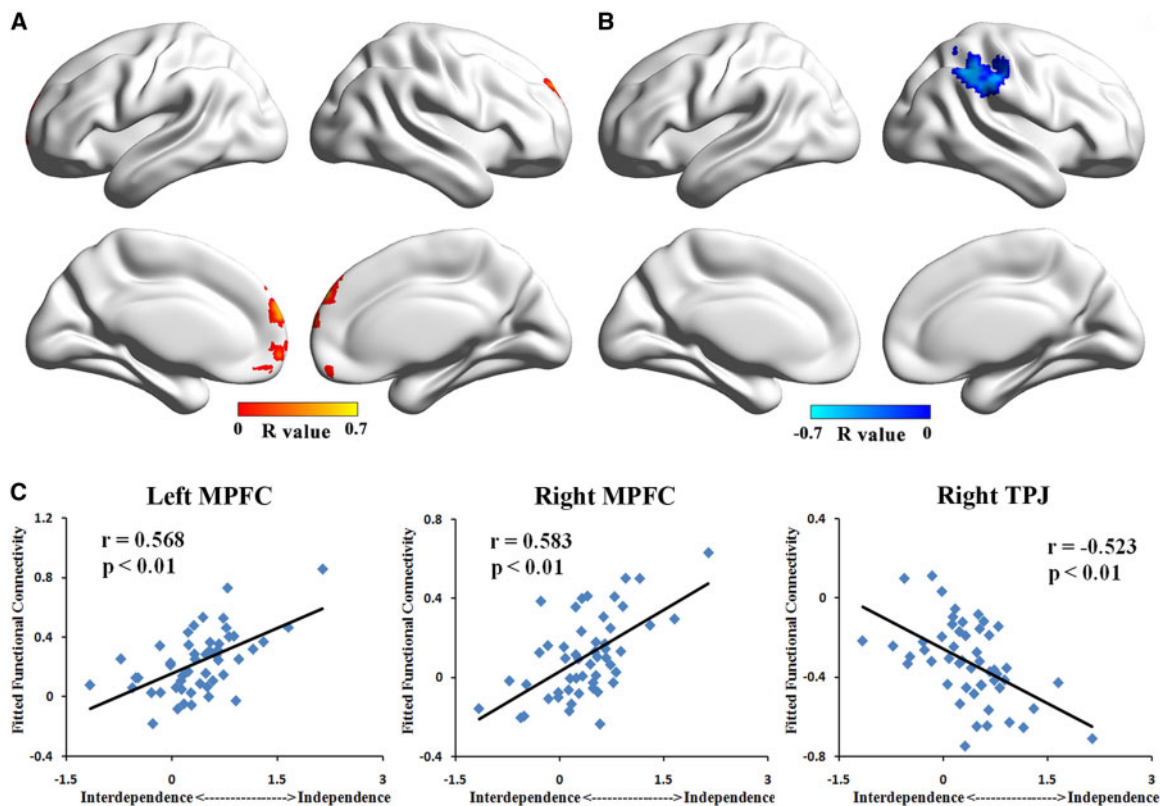 A
B
0 R value 0.7
-0.7 R value 0
C
Left MPFC
Right MPFC
Right TPJ
Fitted Functional Connectivity
1.2
0.8
0.4
0
-0.4
r = 0.568
p < 0.01
-1.5 0 1.5 3
Interdependence <---------------> Independence
Fitted Functional Connectivity
0.8
0.4
0
-0.4
r = 0.583
p < 0.01
-1.5 0 1.5 3
Interdependence <---------------> Independence
Fitted Functional Connectivity
0.4
0
-0.4
-0.8
r = -0.523
p < 0.01
-1.5 0 1.5 3
Interdependence <---------------> Independence